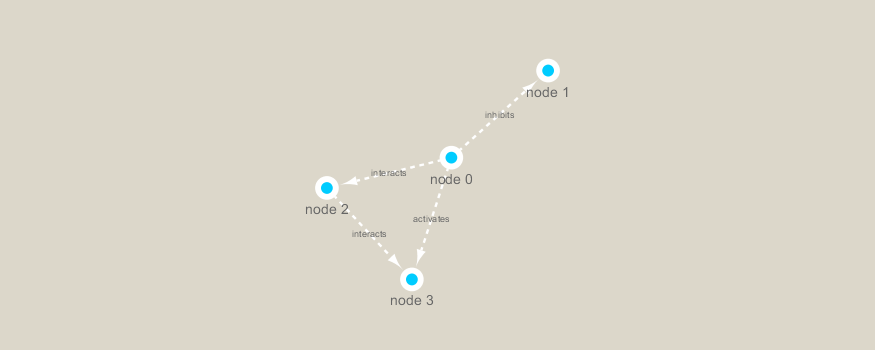 node 1
inhibits
interacts
node 0
node 2
activates
interacts
node 3